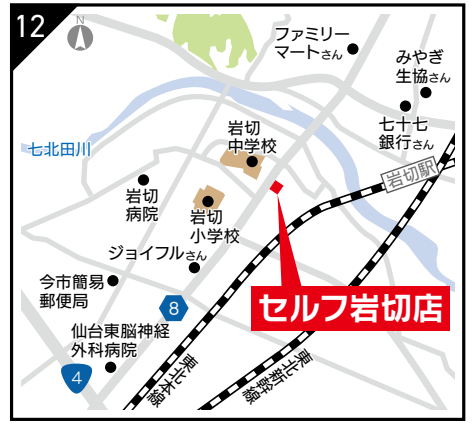 12
ファミリー
マートさん
みやぎ
生協さん
七十七
銀行さん
岩切
中学校
七北田川
岩切駅
岩切
病院
岩切
小学校
ジョイフルさん
今市簡易
郵便局
8
セルフ岩切店
仙台東脳神経
外科病院
4
東北本線
東北新幹線